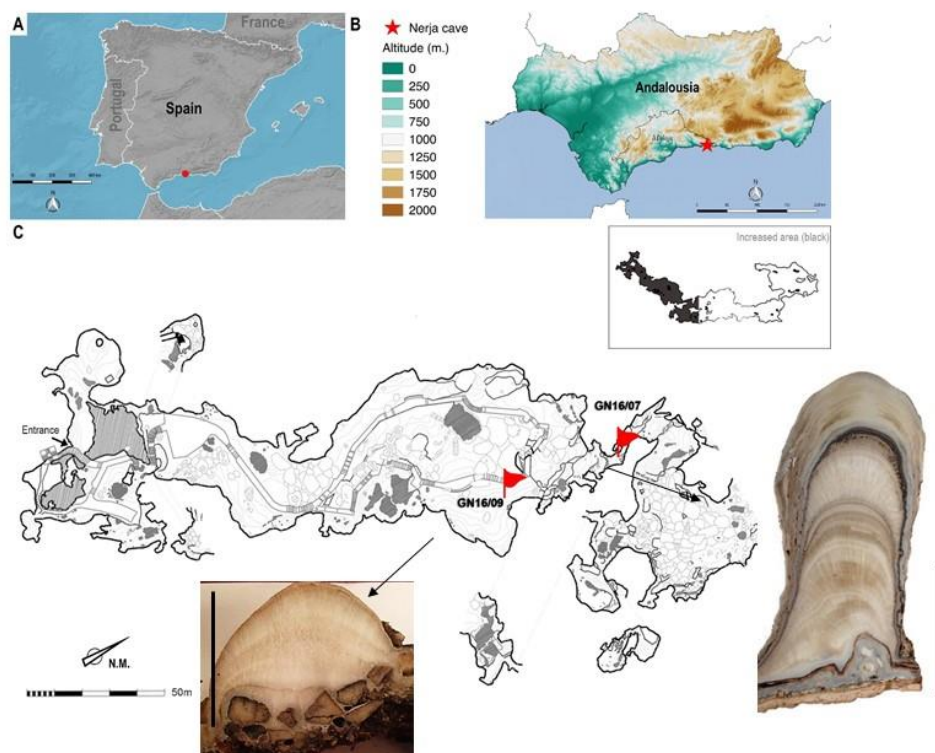 A
France
Portugal
Spain
N
B
Nerja cave
Altitude (m.)
0
250
500
750
1000
1250
1500
1750
2000
Andalousia
N
C
Increased area (black)
Entrance
GN16/07
GN16/09
N.M.
50m